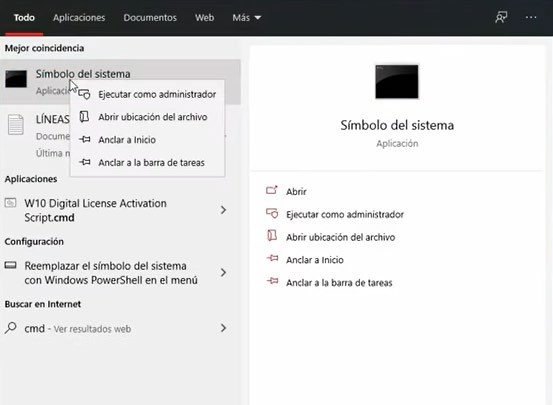 Todo Aplicaciones Documentos Web Más
Mejor coincidencia
Símbolo del sistema
Ejecutar como administrador
Abrir ubicación del archivo
Anclar a Inicio
Anclar a la barra de tareas
LÍNEAS
Última
Aplicaciones
W10 Digital License Activation
Script.cmd
Configuración
Reemplazar el símbolo del sistema
con Windows PowerShell en el menú
Buscar en Internet
cmd - Ver resultados web
Símbolo del sistema
Aplicación
Abrir
Ejecutar como administrador
Abrir ubicación del archivo
Anclar a Inicio
Anclar a la barra de tareas